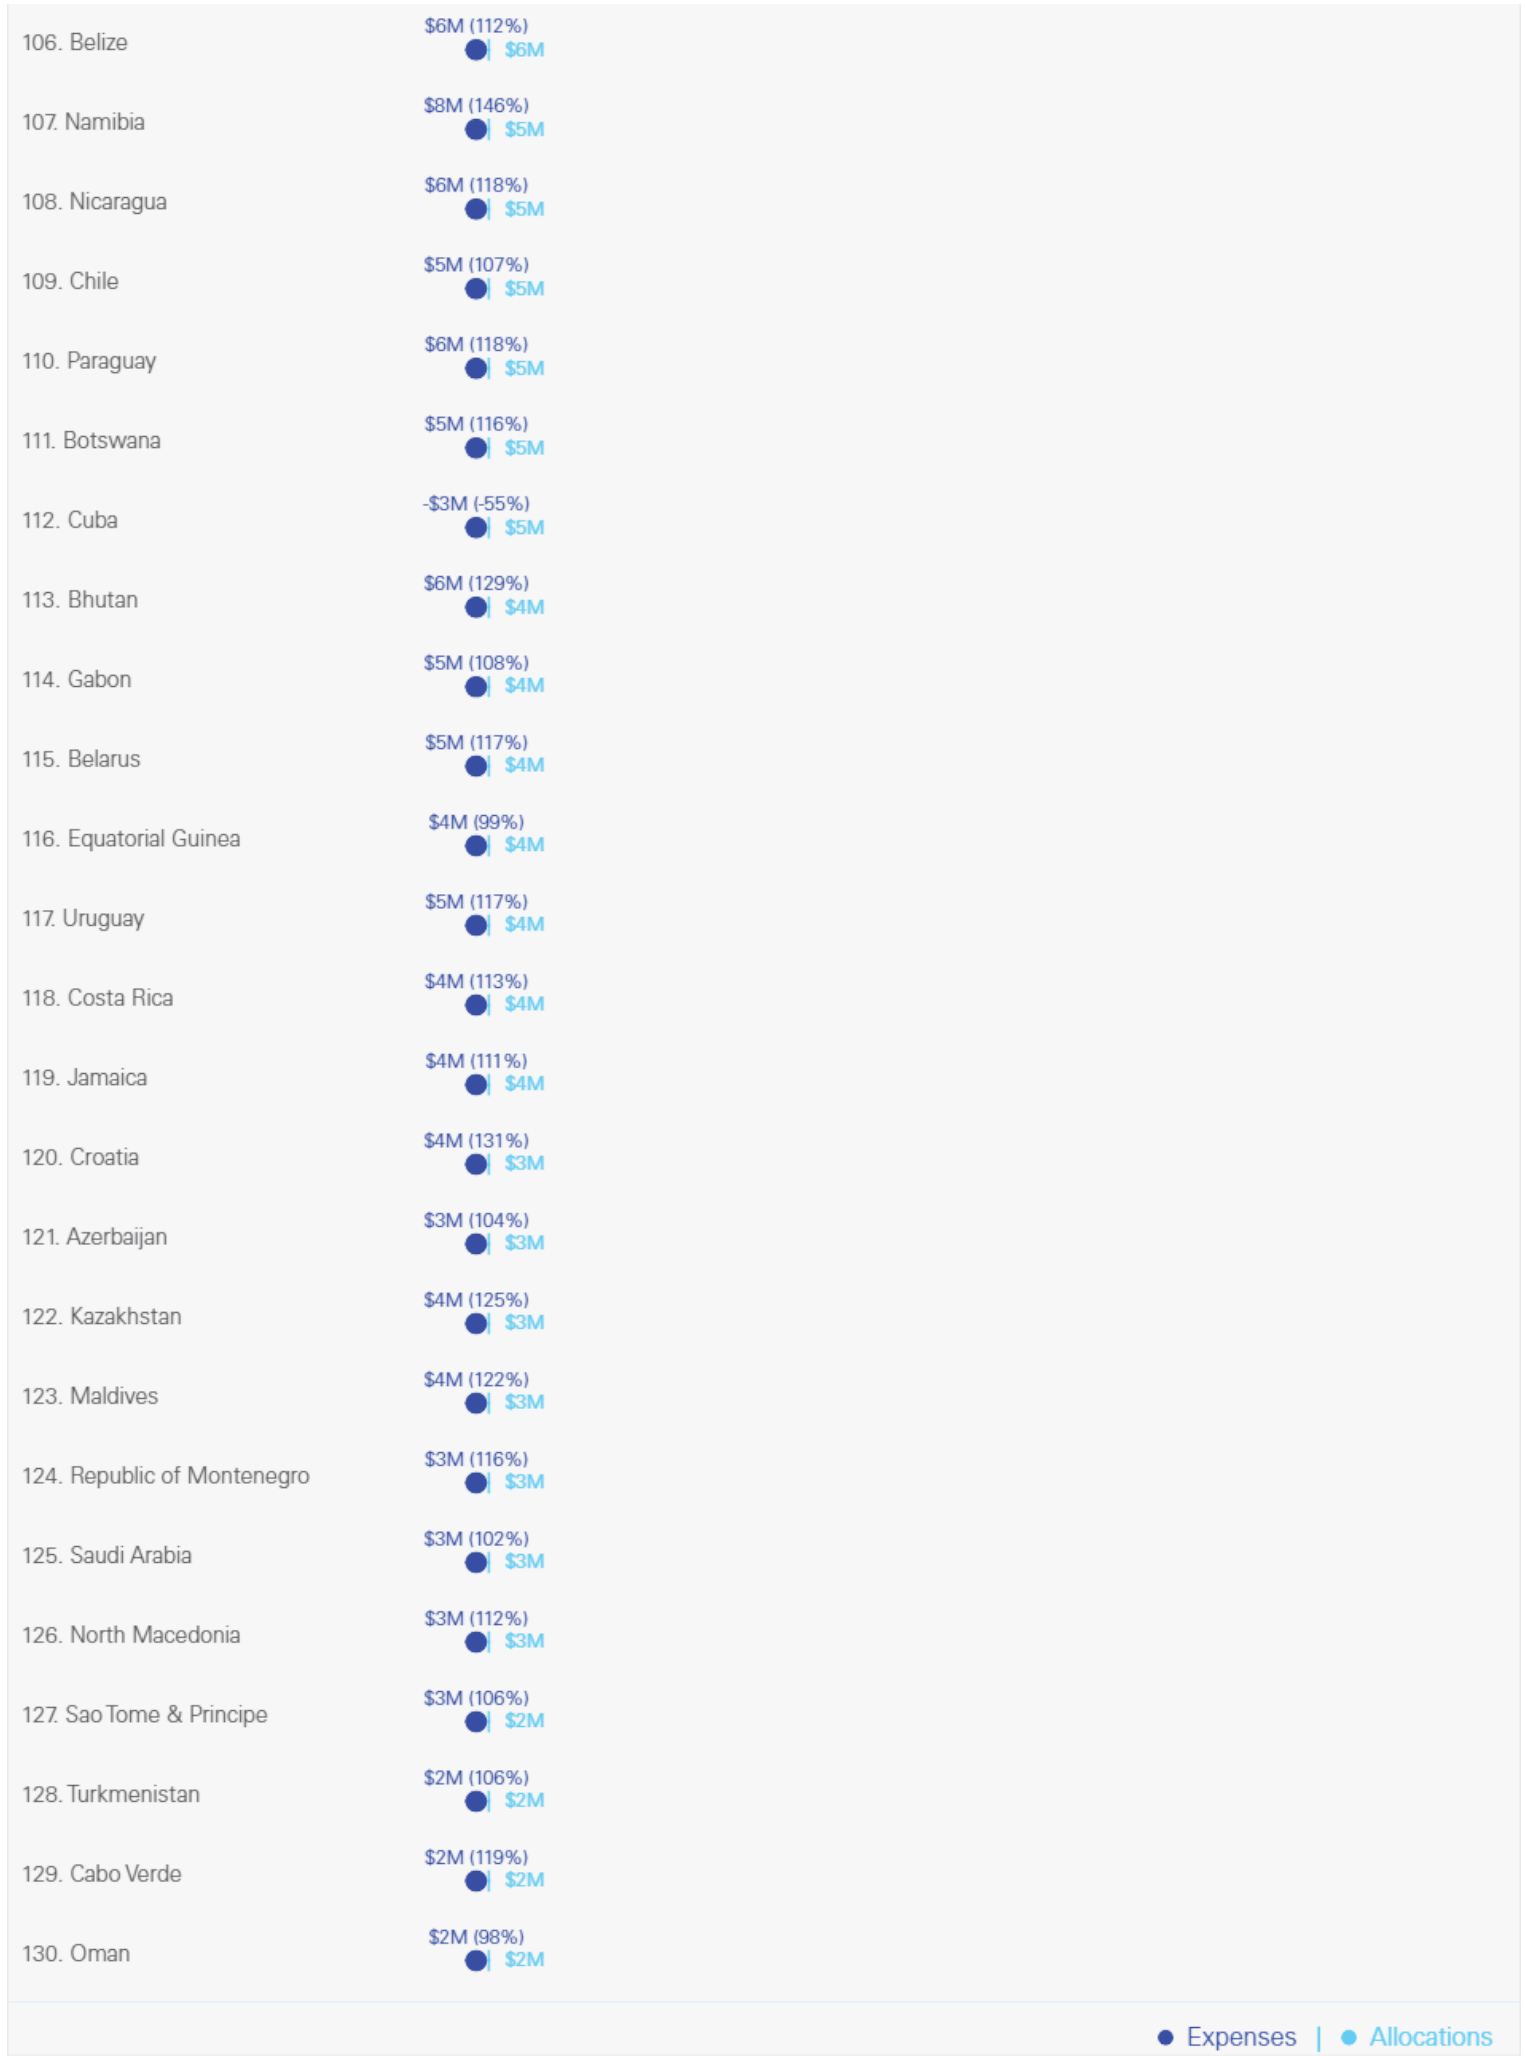 $6M (112%)
106. Belize
$6M
$8M (146%)
107. Namibia
$5M
$6M (118%)
108. Nicaragua
$5M
$5M (107%)
109. Chile
$5M
$6M (118%)
110. Paraguay
$5M
$5M (116%)
111. Botswana
$5M
-$3M (-55%)
112. Cuba
$5M
$6M (129%)
113. Bhutan
$4M
$5M (108%)
114. Gabon
$4M
$5M (117%)
115. Belarus
$4M
$4M (99%)
116. Equatorial Guinea
$4M
$5M (117%)
117. Uruguay
$4M
$4M (113%)
118. Costa Rica
$4M
$4M (111%)
119. Jamaica
$4M
$4M (131%)
120. Croatia
$3M
$3M (104%)
121. Azerbaijan
$3M
$4M (125%)
122. Kazakhstan
$3M
$4M (122%)
123. Maldives
$3M
$3M (116%)
124. Republic of Montenegro
$3M
$3M (102%)
125. Saudi Arabia
$3M
$3M (112%)
126. North Macedonia
$3M
$3M (106%)
127. Sao Tome & Principe
$2M
$2M (106%)
128. Turkmenistan
$2M
$2M (119%)
129. Cabo Verde
$2M
$2M (98%)
130. Oman
$2M
Expenses | Allocations